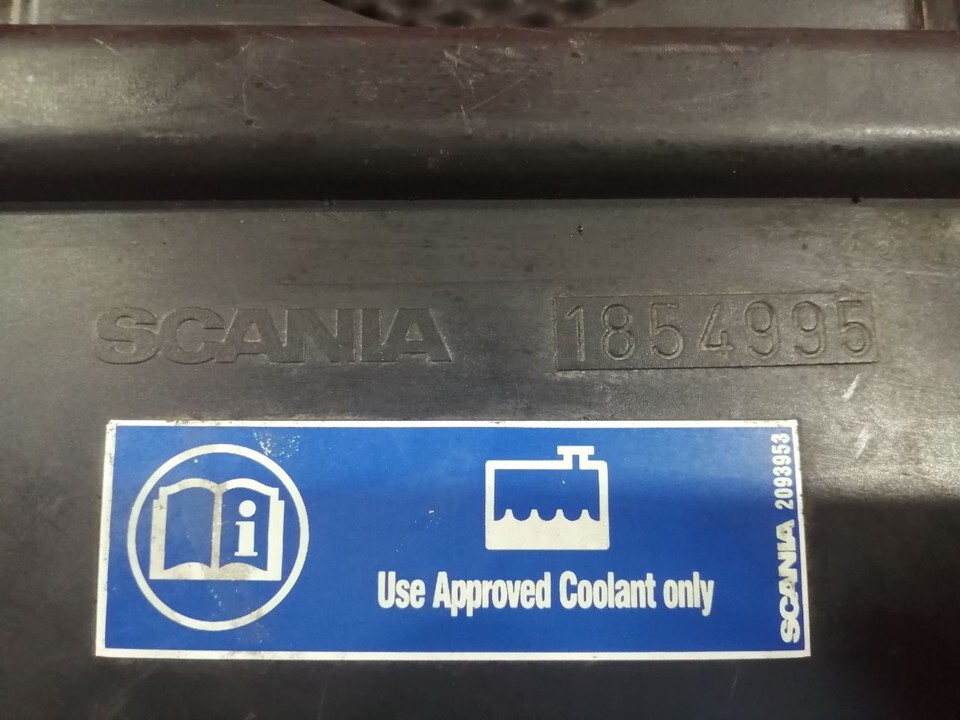 SCANIA 1854995
i
Use Approved Coolant only
SCANIA 2093953